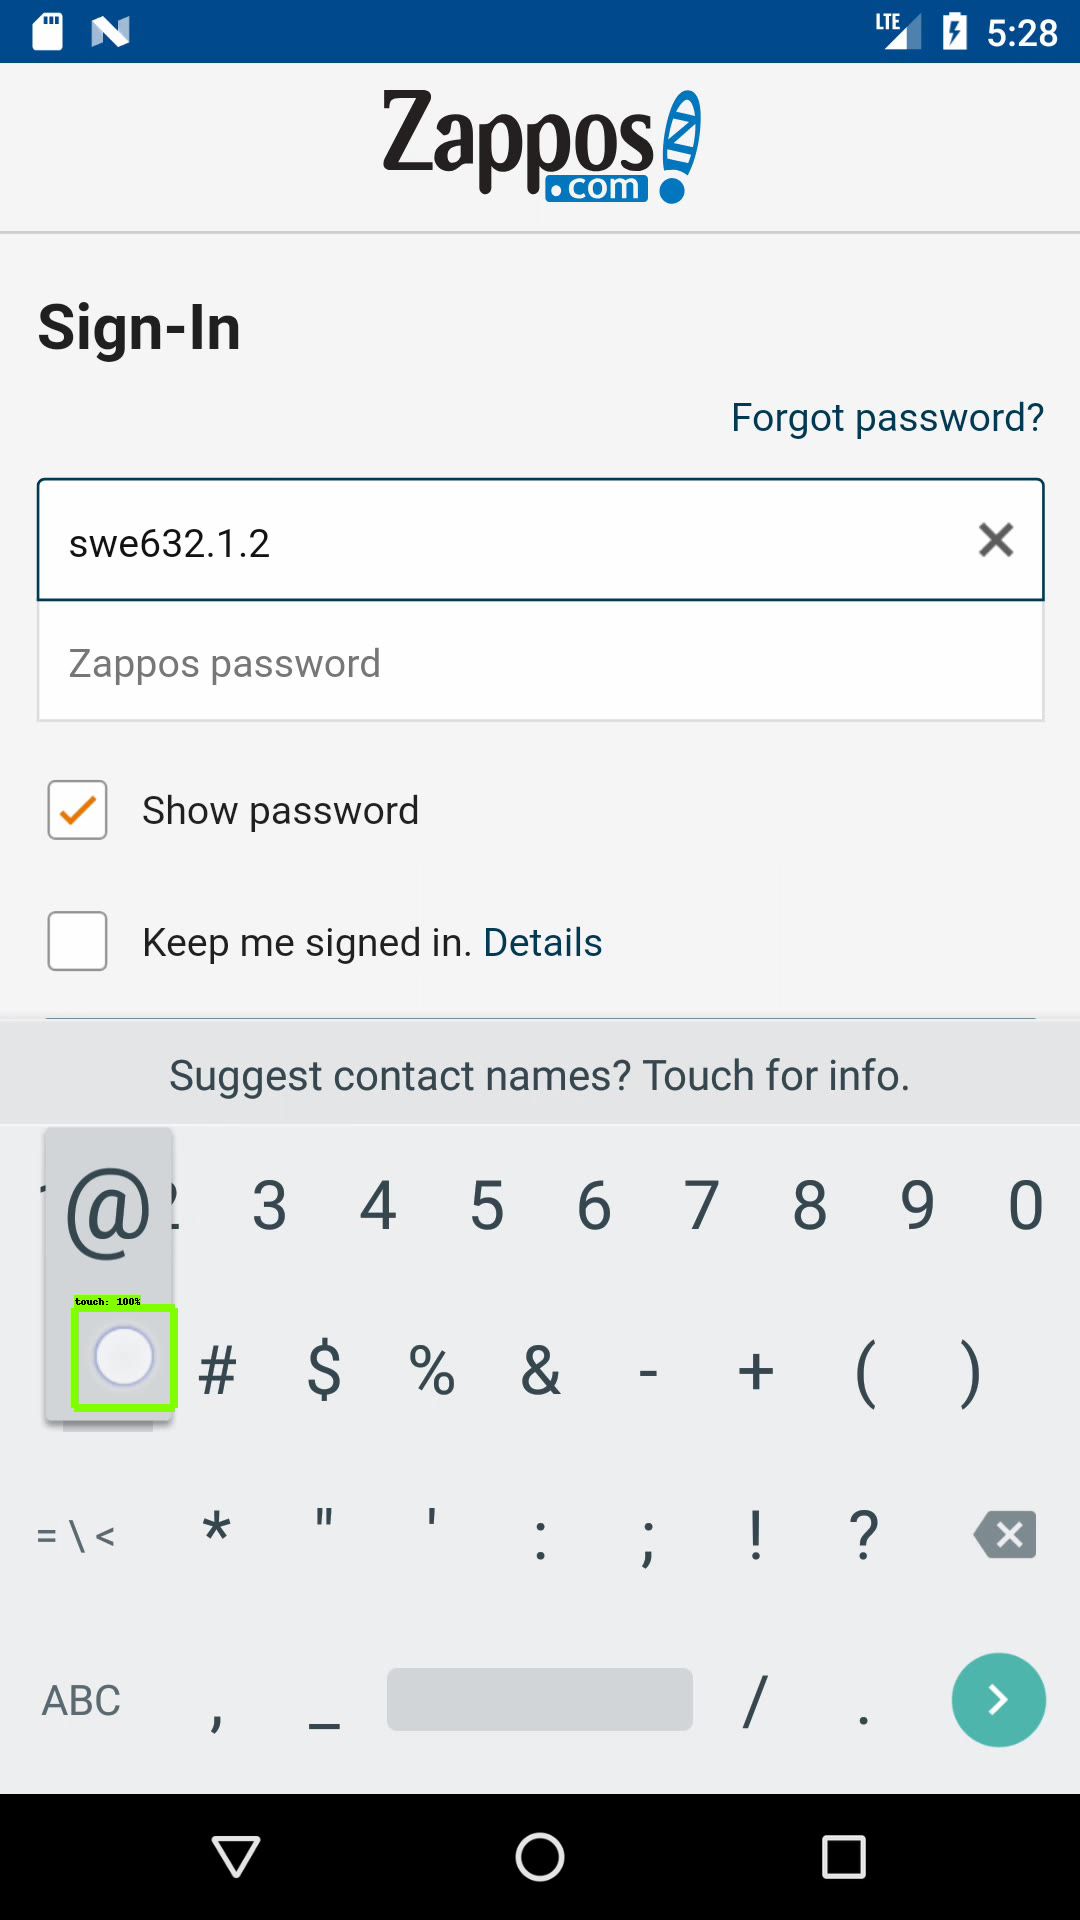 LTE 5:28
Zappos
.com
Sign-In
Forgot password?
swe632.1.2
Zappos password
Show password
Keep me signed in. Details
Suggest contact names? Touch for info.
@ 3 4 5 6 7 8 9 0
touch: 100%
# $ % & - + ( )
= \ < * " ' : ; ! ?
ABC , _ / .